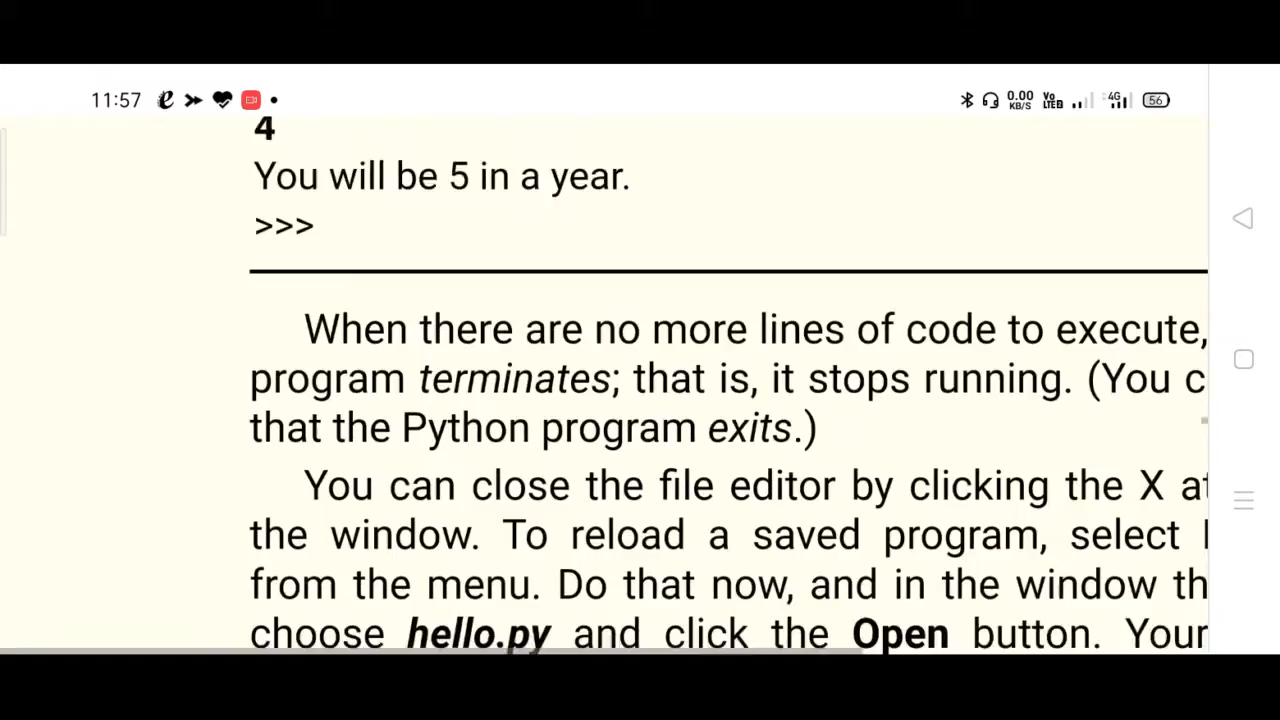 11:57
0.00 KB/S
Vo LTE2
4G
56
4
You will be 5 in a year.
>>>
When there are no more lines of code to execute,
program terminates; that is, it stops running. (You c
that the Python program exits.)
You can close the file editor by clicking the X at
the window. To reload a saved program, select
from the menu. Do that now, and in the window th
choose hello.py and click the Open button. Your